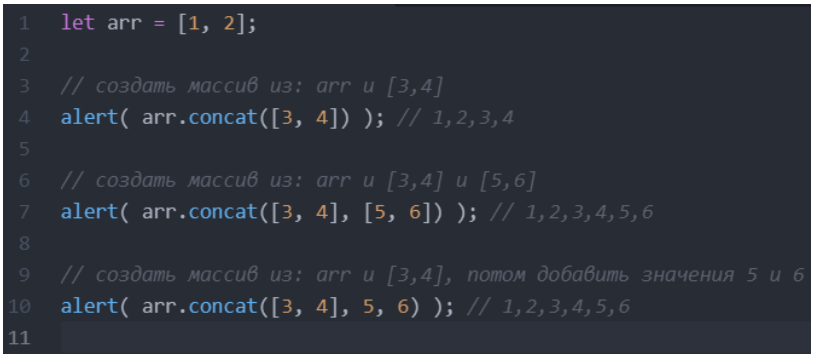 1 let arr = [1, 2];
2
3 // создать массив из: arr и [3,4]
4 alert( arr.concat([3, 4]) ); // 1,2,3,4
5
6 // создать массив из: arr и [3,4] и [5,6]
7 alert( arr.concat([3, 4], [5, 6]) ); // 1,2,3,4,5,6
8
9 // создать массив из: arr и [3,4], потом добавить значения 5 и 6
10 alert( arr.concat([3, 4], 5, 6) ); // 1,2,3,4,5,6
11